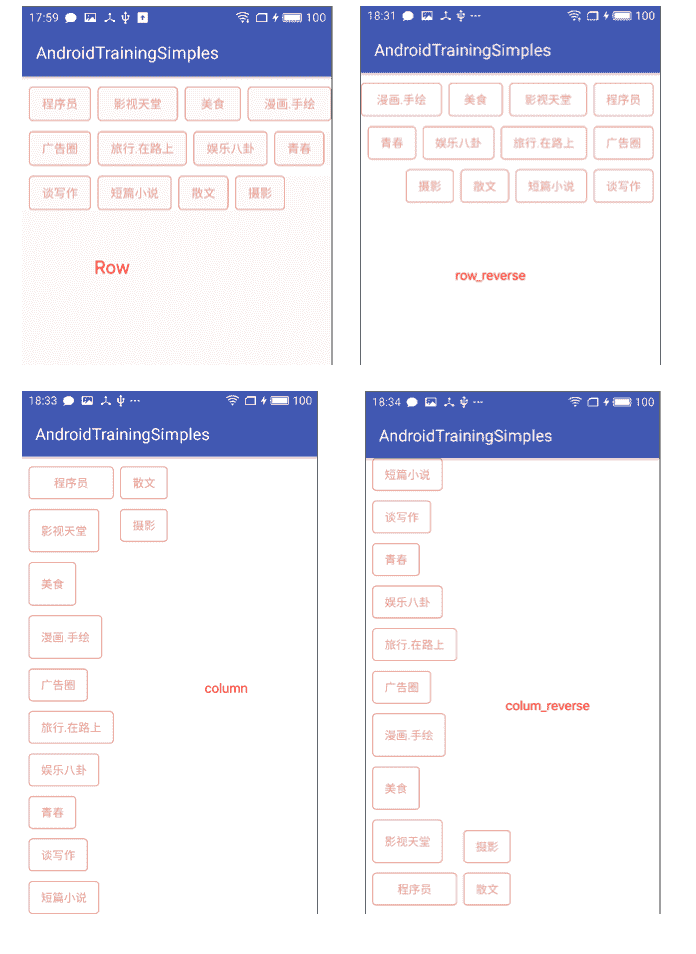 17:59 100
AndroidTrainingSimples
程序员 影视天堂 美食 漫画.手绘
广告圈 旅行.在路上 娱乐八卦 青春
谈写作 短篇小说 散文 摄影
Row
18:31 ··· 100
AndroidTrainingSimples
漫画.手绘 美食 影视天堂 程序员
青春 娱乐八卦 旅行.在路上 广告圈
摄影 散文 短篇小说 谈写作
row_reverse
18:33 ··· 100
AndroidTrainingSimples
程序员 散文
影视天堂 摄影
美食
漫画.手绘
广告圈
column
旅行.在路上
娱乐八卦
青春
谈写作
短篇小说
18:34 ··· 100
AndroidTrainingSimples
短篇小说
谈写作
青春
娱乐八卦
旅行.在路上
广告圈
colum_reverse
漫画.手绘
美食
影视天堂 摄影
程序员 散文